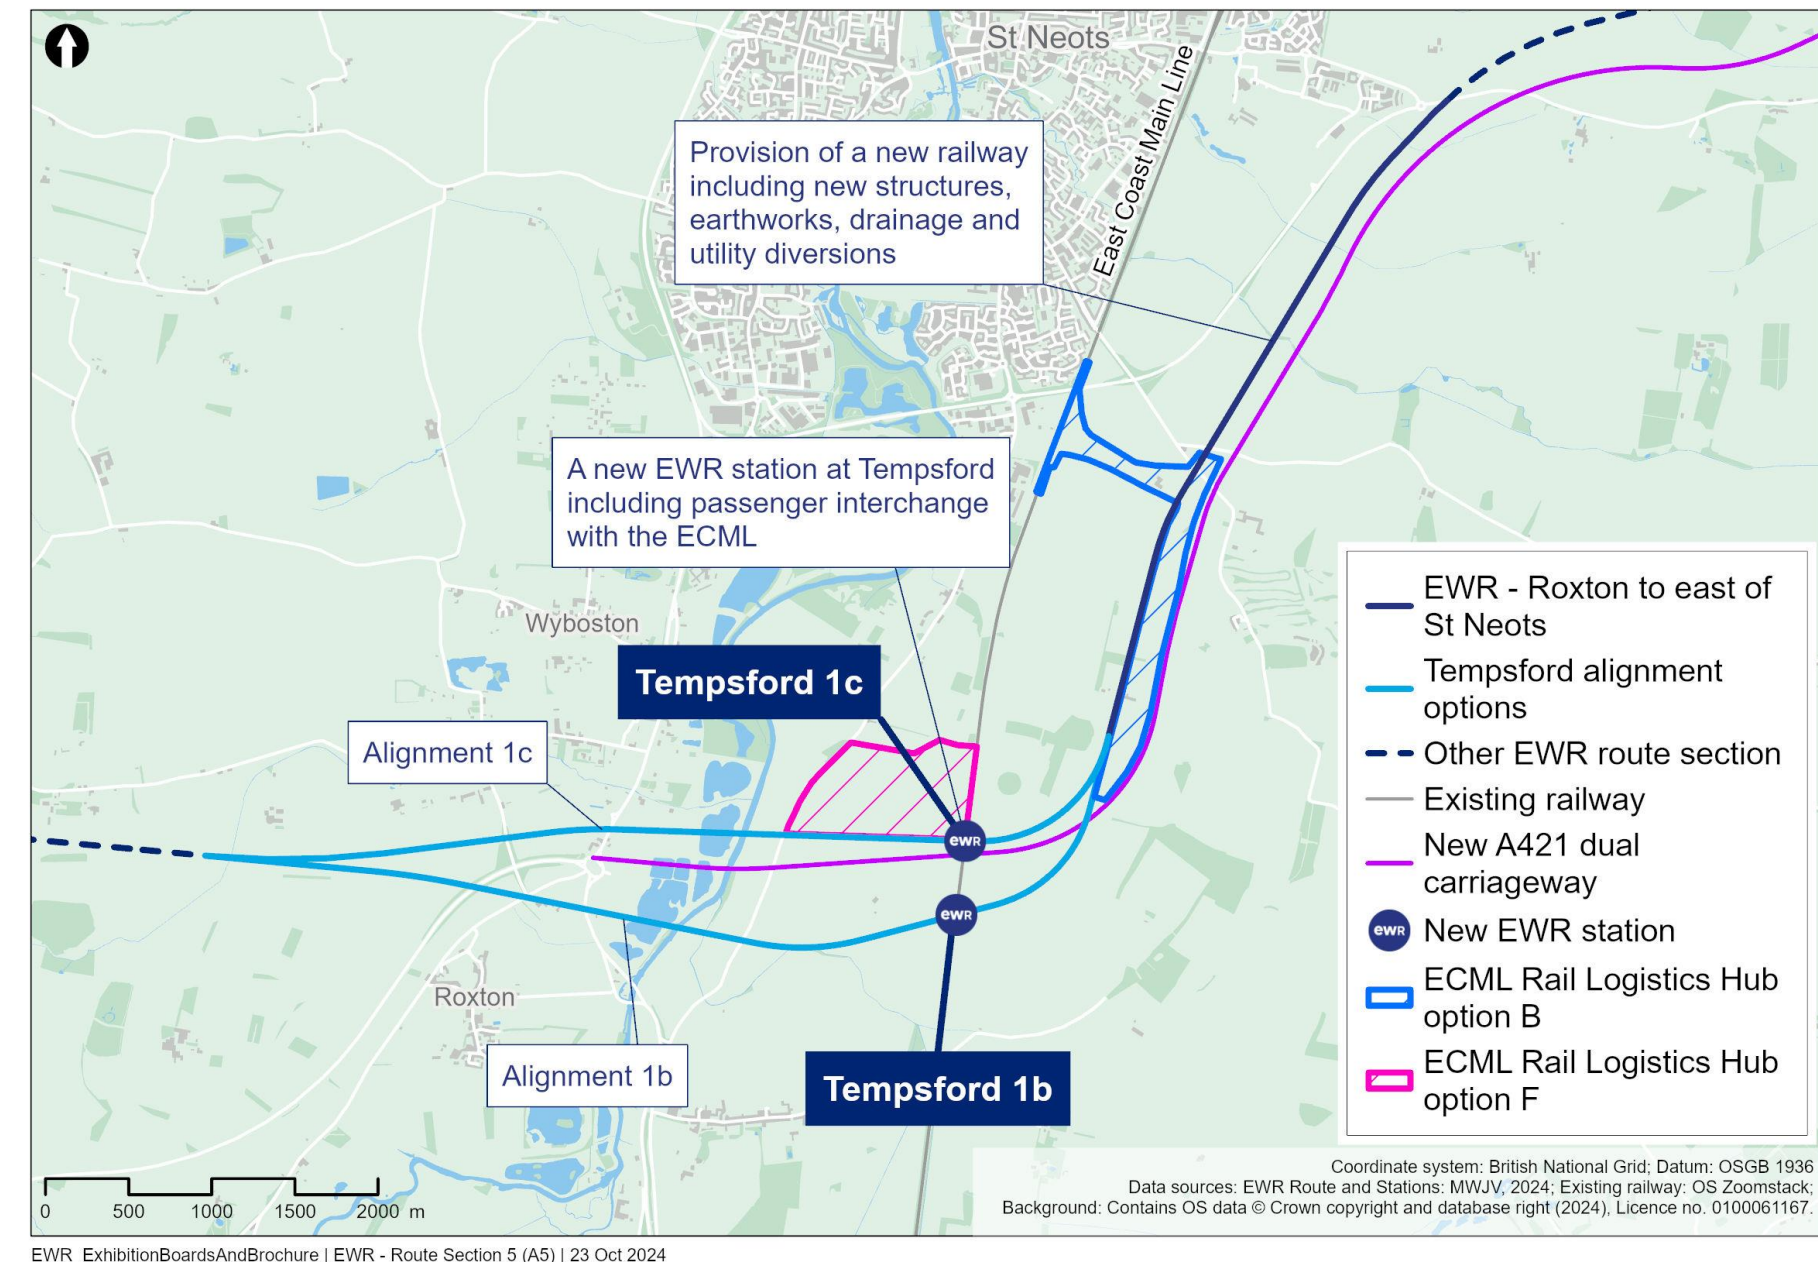 St Neots
East Coast Main Line
Provision of a new railway
including new structures,
earthworks, drainage and
utility diversions
A new EWR station at Tempsford
including passenger interchange
with the ECML
Wyboston
Tempsford 1c
Alignment 1c
ewR
ewR
Roxton
Alignment 1b
Tempsford 1b
EWR - Roxton to east of
St Neots
Tempsford alignment
options
Other EWR route section
Existing railway
New A421 dual
carriageway
ewR New EWR station
ECML Rail Logistics Hub
option B
ECML Rail Logistics Hub
option F
0 500 1000 1500 2000 m
Coordinate system: British National Grid; Datum: OSGB 1936
Data sources: EWR Route and Stations: MWJV, 2024; Existing railway: OS Zoomstack;
Background: Contains OS data © Crown copyright and database right (2024), Licence no. 0100061167.
EWR_ExhibitionBoardsAndBrochure | EWR - Route Section 5 (A5) | 23 Oct 2024